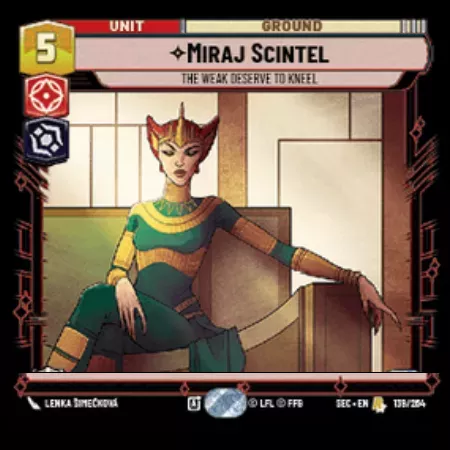 UNIT GROUND
5
MIRAJ SCINTEL
THE WEAK DESERVE TO KNEEL
LENKA ŠIMEČKOVÁ © LFL © FFG SEC • EN 139/264